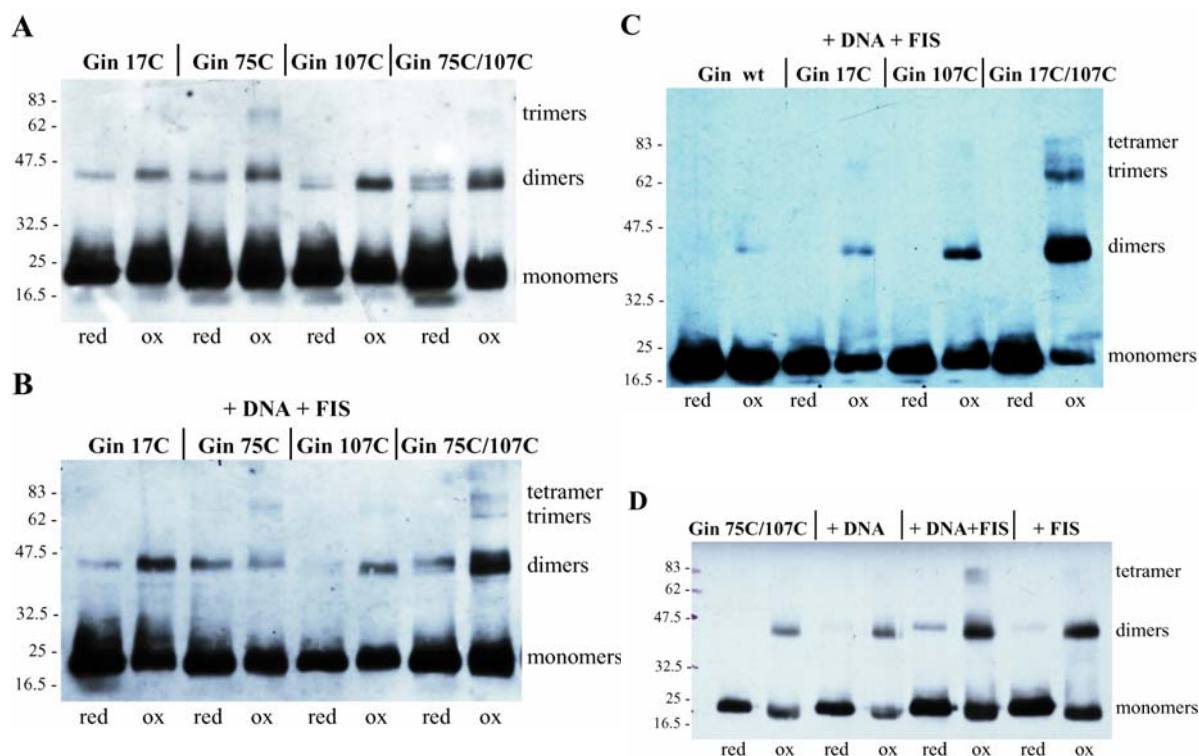 A
Gin 17C | Gin 75C | Gin 107C | Gin 75C/107C
83 -
62 -
47.5 -
32.5 -
25 -
16.5 -
trimers
dimers
monomers
red ox red ox red ox red ox
B
+ DNA + FIS
Gin 17C | Gin 75C | Gin 107C | Gin 75C/107C
83 -
62 -
47.5 -
32.5 -
25 -
16.5 -
tetramer
trimers
dimers
monomers
red ox red ox red ox red ox
C
+ DNA + FIS
Gin wt | Gin 17C | Gin 107C | Gin 17C/107C
83 -
62 -
47.5 -
32.5 -
25 -
16.5 -
tetramer
trimers
dimers
monomers
red ox red ox red ox red ox
D
Gin 75C/107C | + DNA | + DNA+FIS | + FIS
83 -
62 -
47.5 -
32.5 -
25 -
16.5 -
tetramer
dimers
monomers
red ox red ox red ox red ox